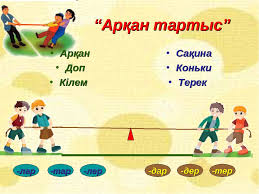 “Арқан тартыс”
• Арқан
• Доп
• Кілем
• Сақина
• Коньки
• Терек
-лар
-тар
-лер
-дар
-дер
-тер